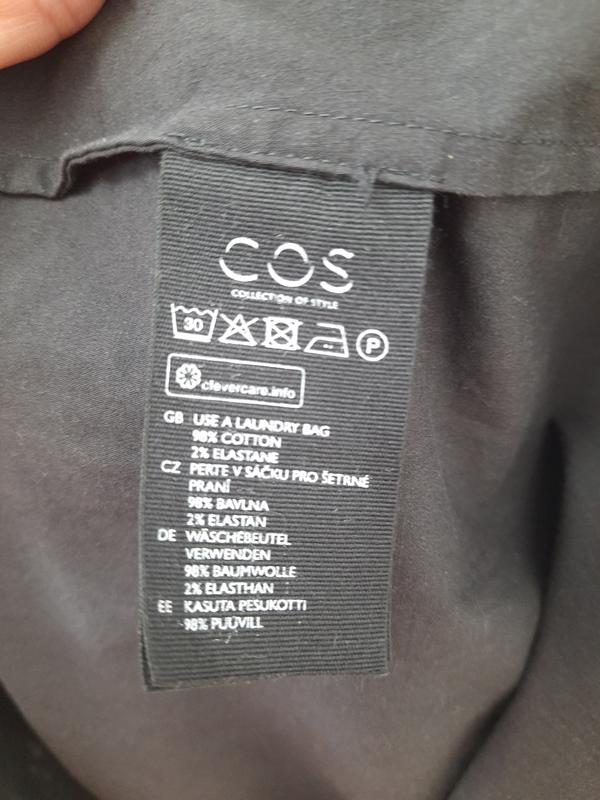 COS
COLLECTION OF STYLE
30 P
clevercare.info
GB USE A LAUNDRY BAG
98% COTTON
2% ELASTANE
CZ PERTE V SÁČKU PRO ŠETRNÉ
PRANÍ
98% BAVLNA
2% ELASTAN
DE WÄSCHEBEUTEL
VERWENDEN
98% BAUMWOLLE
2% ELASTHAN
EE KASUTA PESUKOTTI
98% PUUVILL